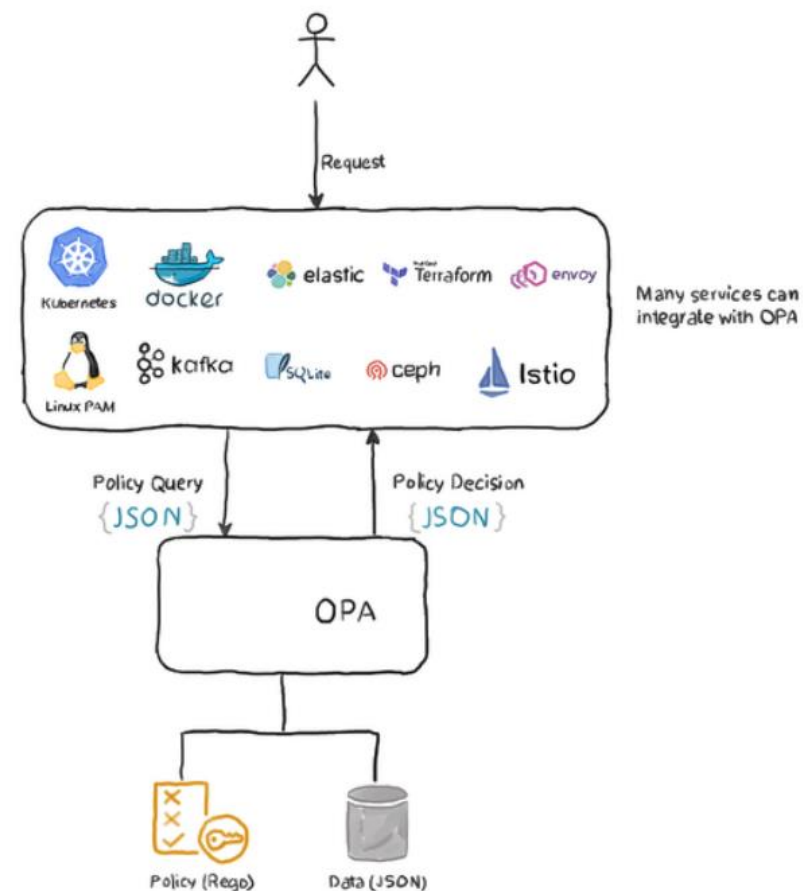 Request
Kubernetes
docker
elastic
Terraform
envoy
Many services can
integrate with OPA
Linux PAM
kafka
SQLite
ceph
Istio
Policy Query
{JSON}
Policy Decision
{JSON}
OPA
Policy (Rego)
Data (JSON)